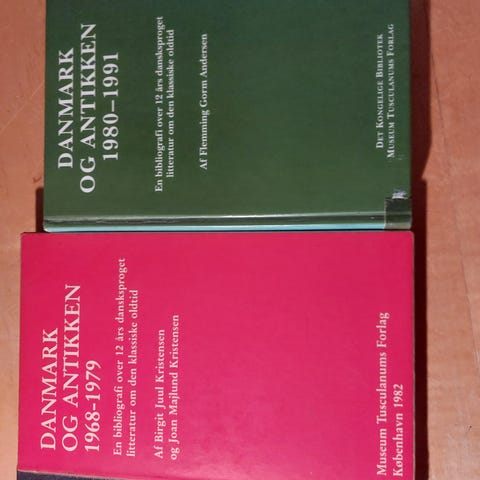 DANMARK
OG ANTIKKEN
1980–1991
En bibliografi over 12 års dansksproget
litteratur om den klassiske oldtid
Af Flemming Gorm Andersen
DET KONGELIGE BIBLIOTEK
MUSEUM TUSCULANUMS FORLAG
DANMARK
OG ANTIKKEN
1968-1979
En bibliografi over 12 års dansksproget
litteratur om den klassiske oldtid
Af Birgit Juul Kristensen
og Joan Majlund Kristensen
Museum Tusculanums Forlag
København 1982